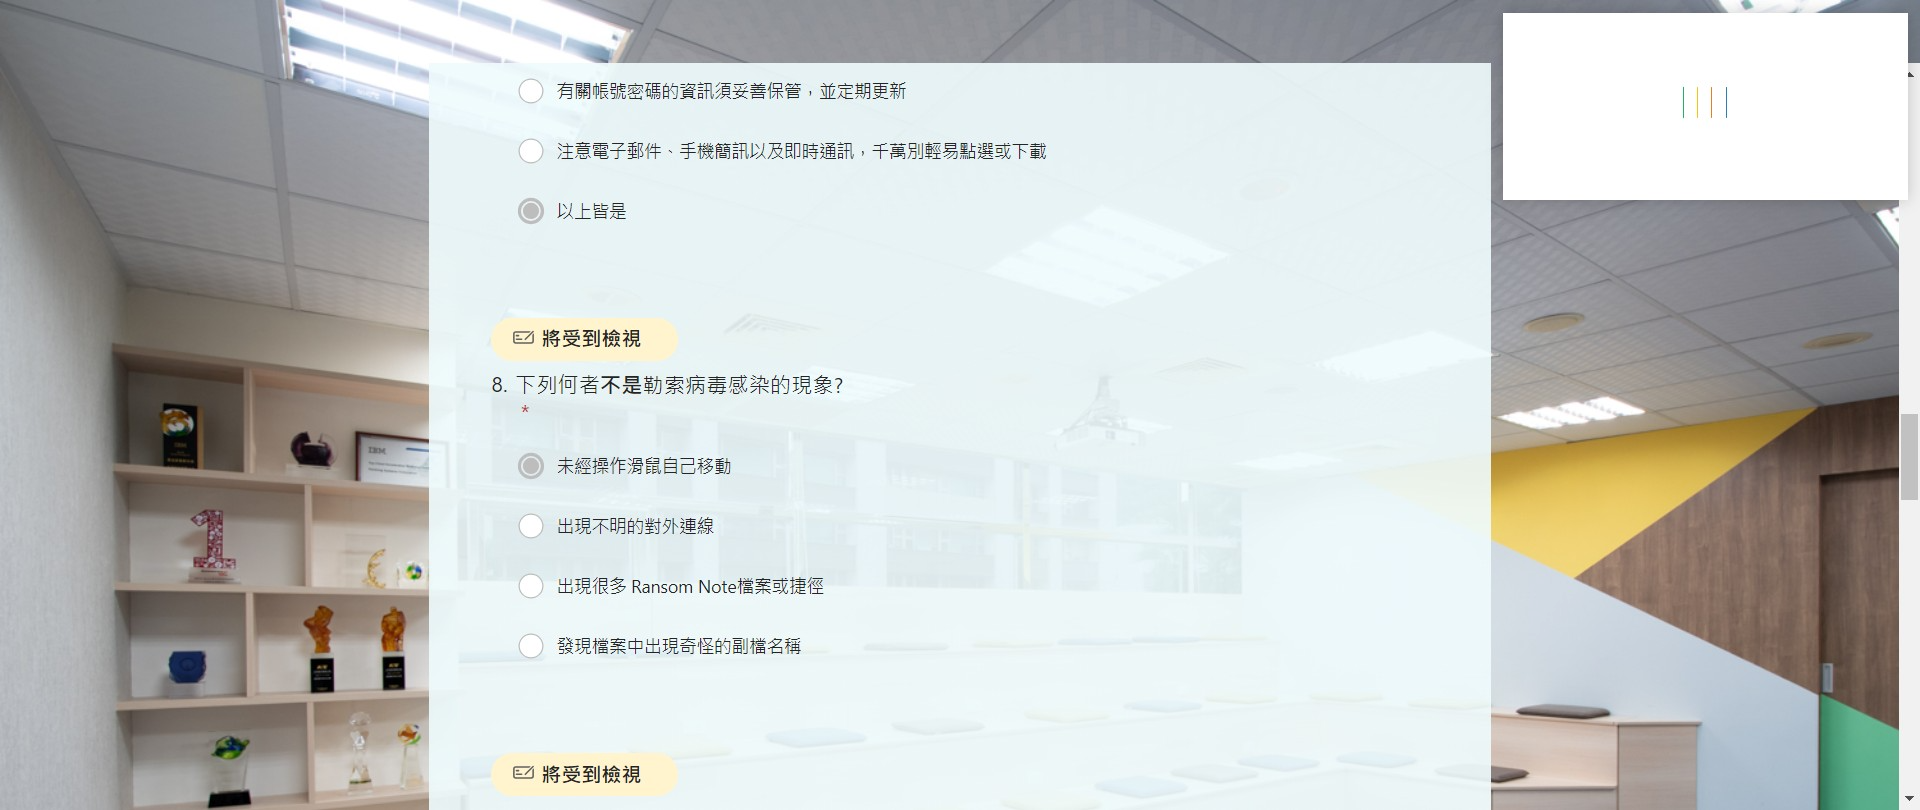 有關帳號密碼的資訊須妥善保管，並定期更新
注意電子郵件、手機簡訊以及即時通訊，千萬別輕易點選或下載
以上皆是
將受到檢視
8. 下列何者不是勒索病毒感染的現象?
*
未經操作滑鼠自己移動
出現不明的對外連線
出現很多 Ransom Note檔案或捷徑
發現檔案中出現奇怪的副檔名稱
將受到檢視
IBM
1